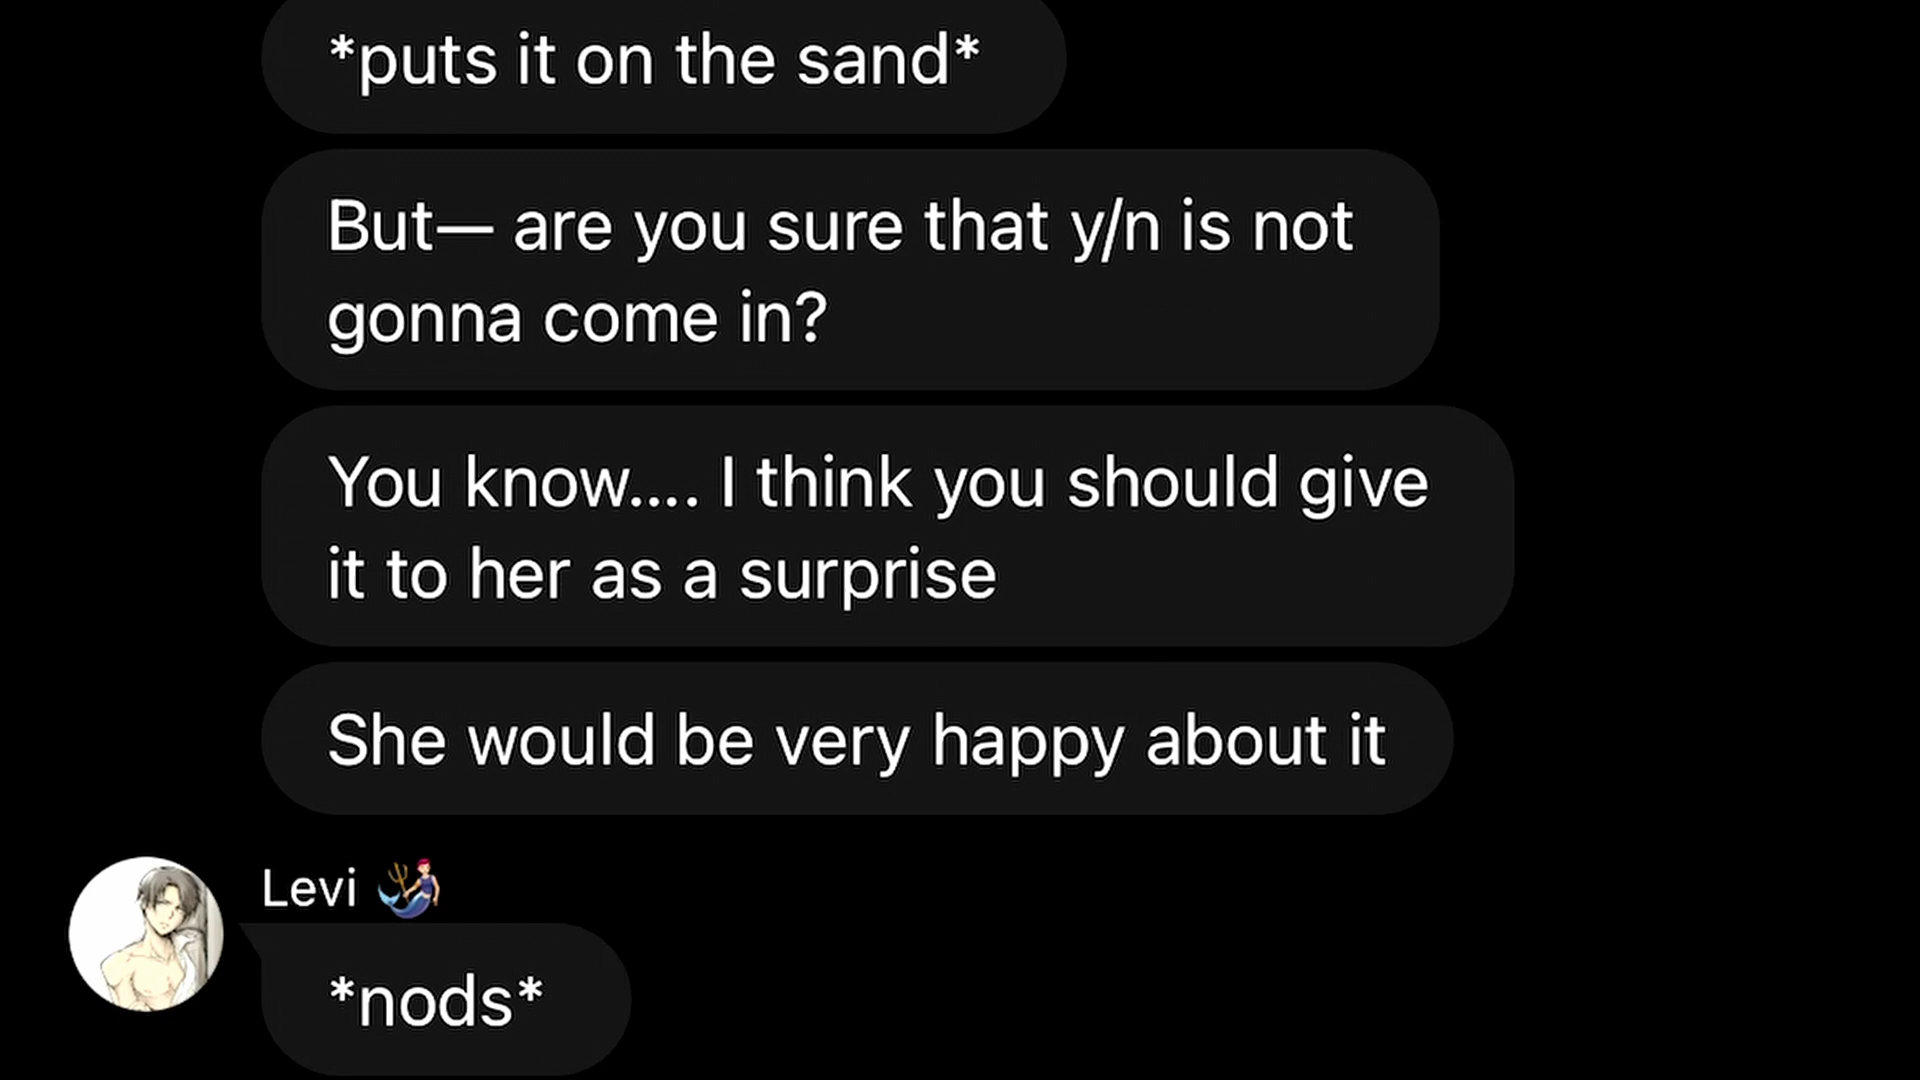 *puts it on the sand*
But— are you sure that y/n is not
gonna come in?
You know.... I think you should give
it to her as a surprise
She would be very happy about it
Levi 🧜‍♂️
*nods*